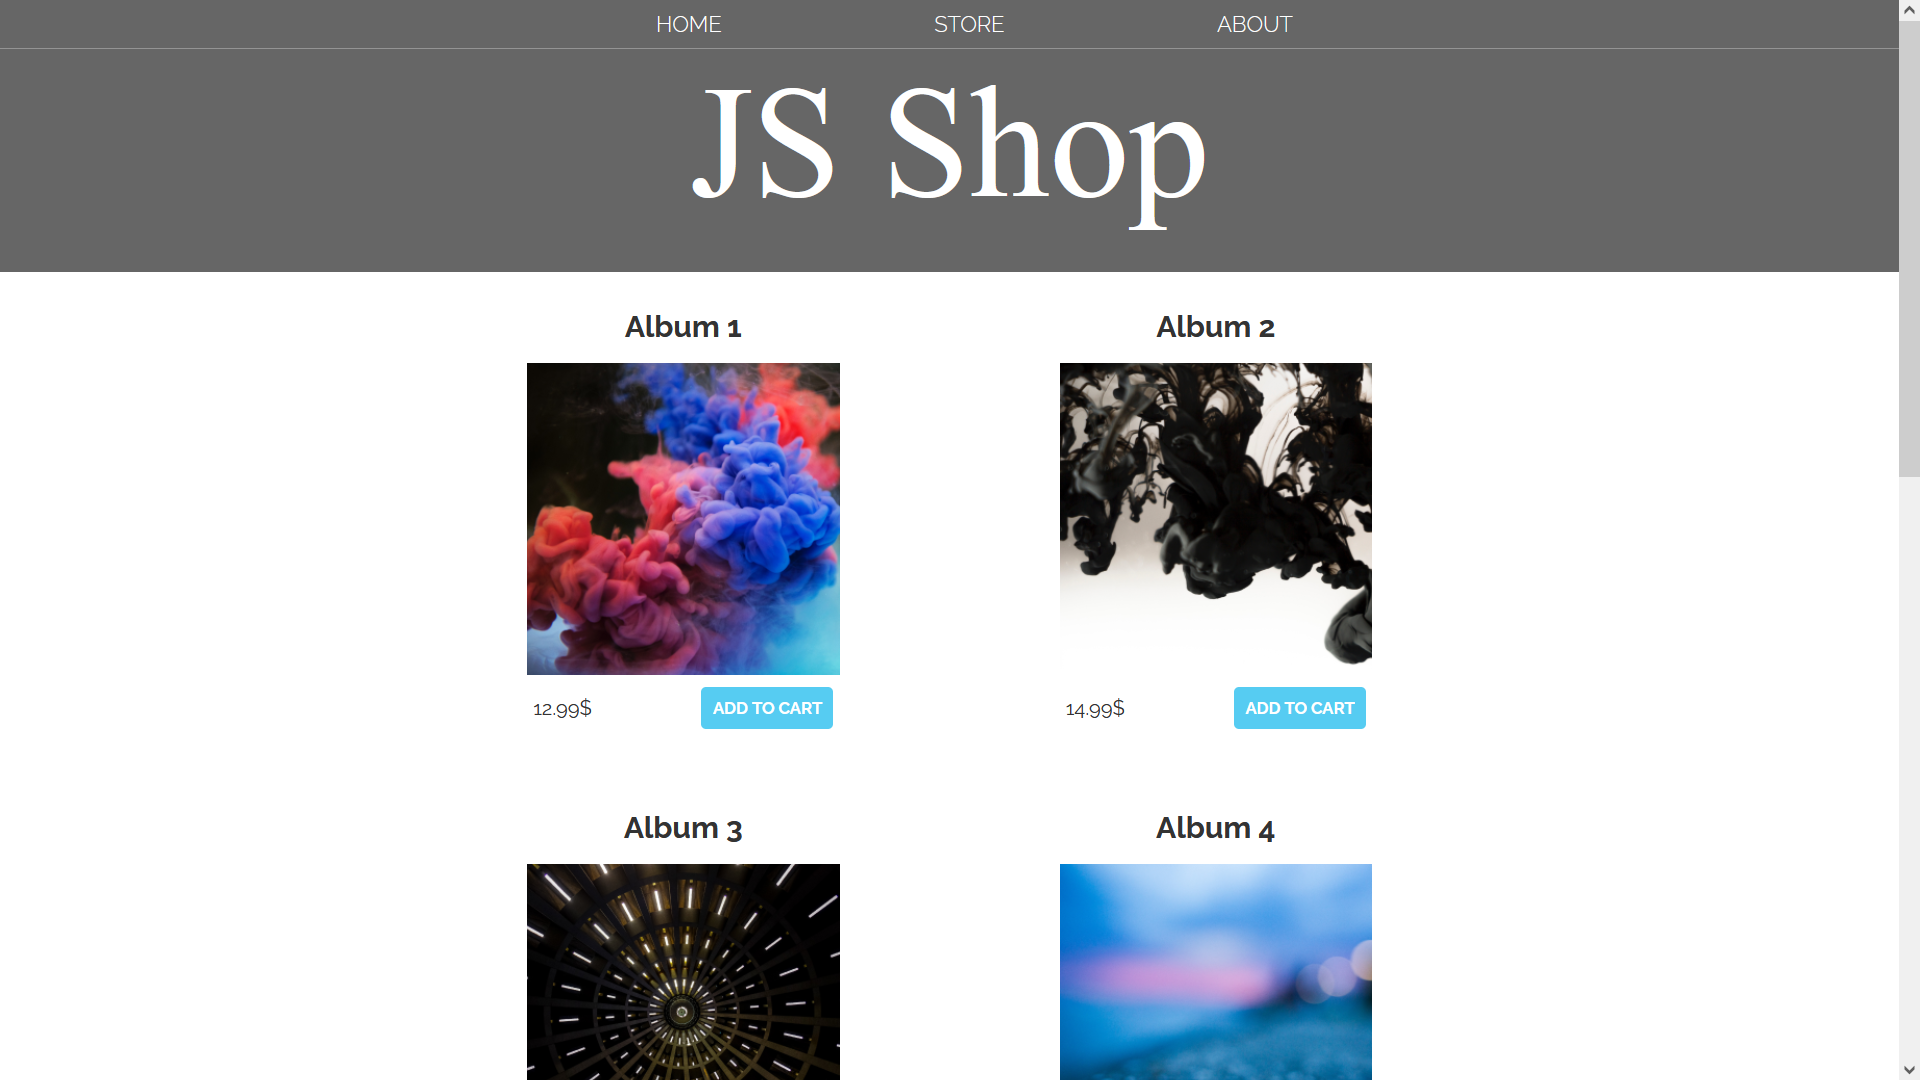 HOME STORE ABOUT
JS Shop
Album 1 Album 2
12.99$ ADD TO CART 14.99$ ADD TO CART
Album 3 Album 4